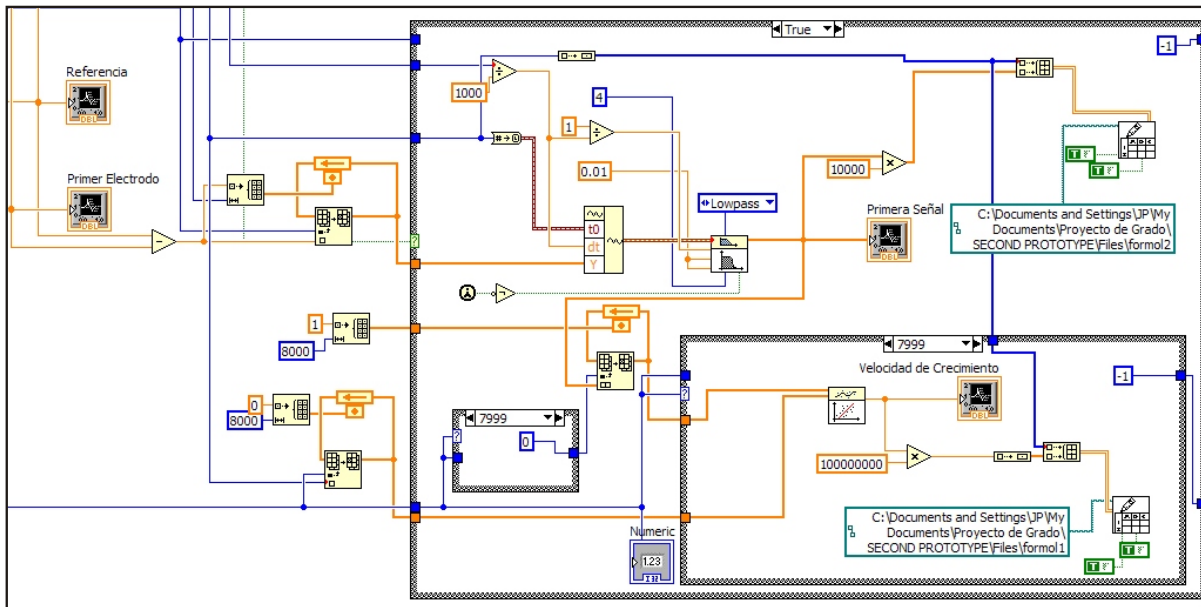 True
-1
Referencia
DBL
Primer Electrodo
DBL
1000
4
1
0.01
Lowpass
t0
dt
Y
10000
T F
T F
C:\Documents and Settings\JP\My
Documents\Proyecto de Grado\
SECOND PROTOTYPE\Files\formol2
Primera Señal
DBL
1
8000
0
8000
7999
0
Numeric
1.23
I32
7999
-1
Velocidad de Crecimiento
DBL
100000000
C:\Documents and Settings\JP\My
Documents\Proyecto de Grado\
SECOND PROTOTYPE\Files\formol1
T F
T F